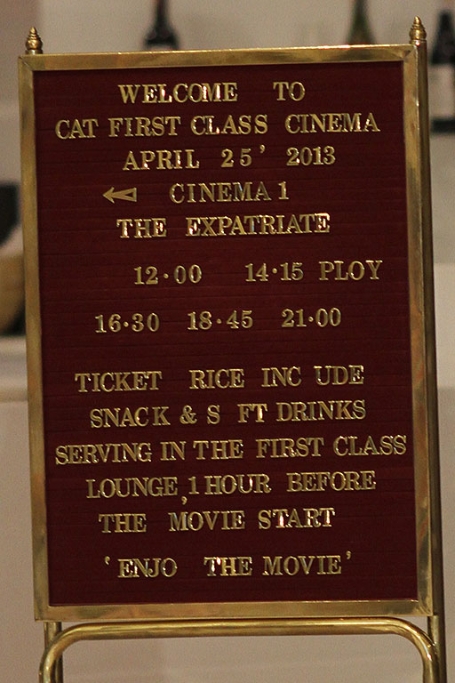 WELCOME TO
CAT FIRST CLASS CINEMA
APRIL 25' 2013
CINEMA 1
THE EXPATRIATE
12·00 14·15 PLOY
16·30 18·45 21·00
TICKET RICE INC UDE
SNACK & S FT DRINKS
SERVING IN THE FIRST CLASS
LOUNGE, 1 HOUR BEFORE
THE MOVIE START
' ENJO THE MOVIE '